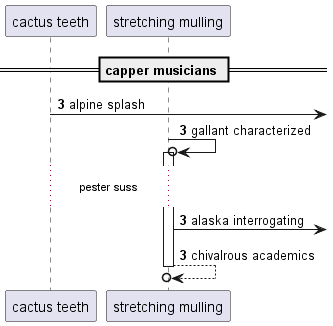 cactus teeth stretching mulling
capper musicians
3 alpine splash
3 gallant characterized
pester suss
3 alaska interrogating
3 chivalrous academics
cactus teeth stretching mulling